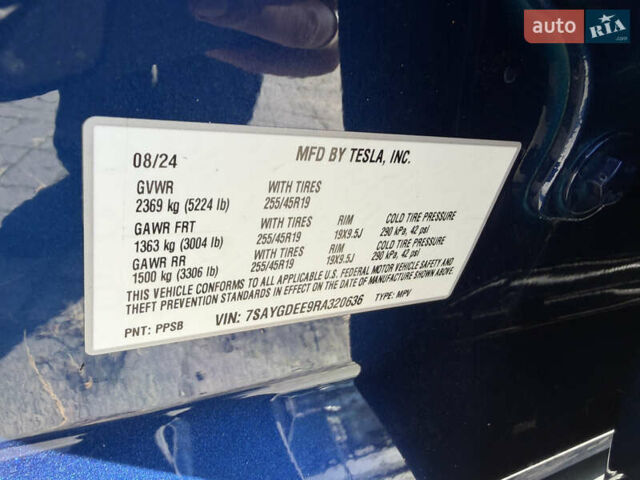 auto RIA.com
08/24 MFD BY TESLA, INC.
GVWR WITH TIRES
2369 kg (5224 lb) 255/45R19
GAWR FRT WITH TIRES RIM COLD TIRE PRESSURE
1363 kg (3004 lb) 255/45R19 19X9.5J 290 kPa, 42 psi
GAWR RR WITH TIRES RIM COLD TIRE PRESSURE
1500 kg (3306 lb) 255/45R19 19X9.5J 290 kPa, 42 psi
THIS VEHICLE CONFORMS TO ALL APPLICABLE U.S. FEDERAL MOTOR VEHICLE SAFETY AND
THEFT PREVENTION STANDARDS IN EFFECT ON THE DATE OF MANUFACTURE SHOWN ABOVE.
PNT: PPSB VIN: 7SAYGDEE9RA320636 TYPE: MPV